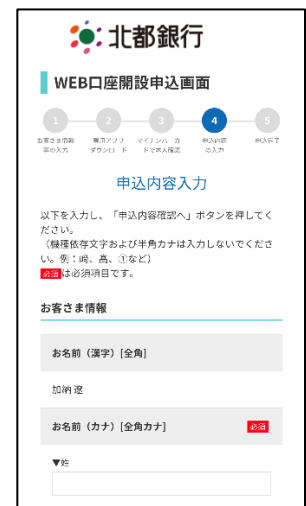 北都銀行
WEB口座開設申込画面
1
2
3
4
5
お客さま情報
等の入力
専用アプリ
ダウンロード
マイナンバーカー
ドで本人確認
申込内容
の入力
申込完了
申込内容入力
以下を入力し、「申込内容確認へ」ボタンを押してく
ださい。
（機種依存文字および半角カナは入力しないでくださ
い。例：﨑、髙、①など）
必須は必須項目です。
お客さま情報
お名前（漢字）[全角]
加納 遼
お名前（カナ）[全角カナ]
必須
▼姓